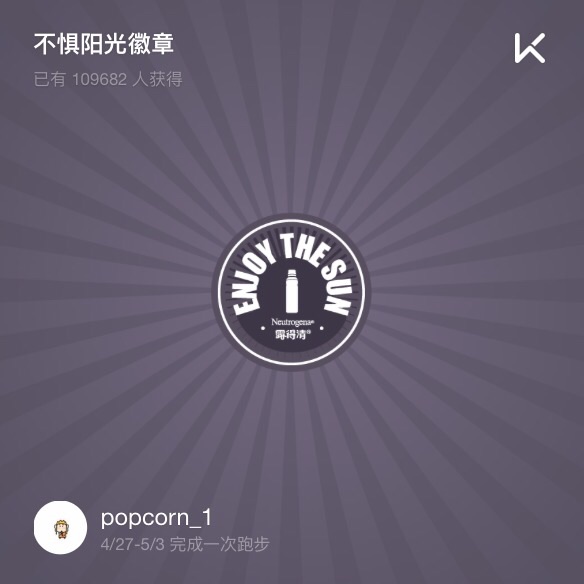 不惧阳光徽章
已有 109682 人获得
ENJOY THE SUN
Neutrogena®
露得清®
popcorn_1
4/27-5/3 完成一次跑步